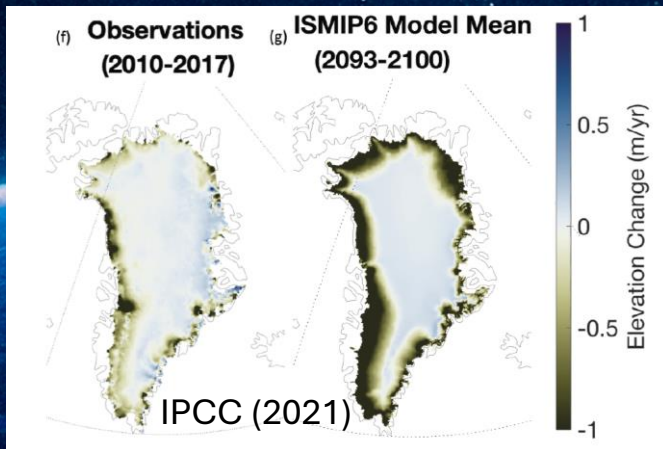 (f) Observations
(2010-2017)
(g) ISMIP6 Model Mean
(2093-2100)
1
0.5
0
-0.5
-1
Elevation Change (m/yr)
IPCC (2021)